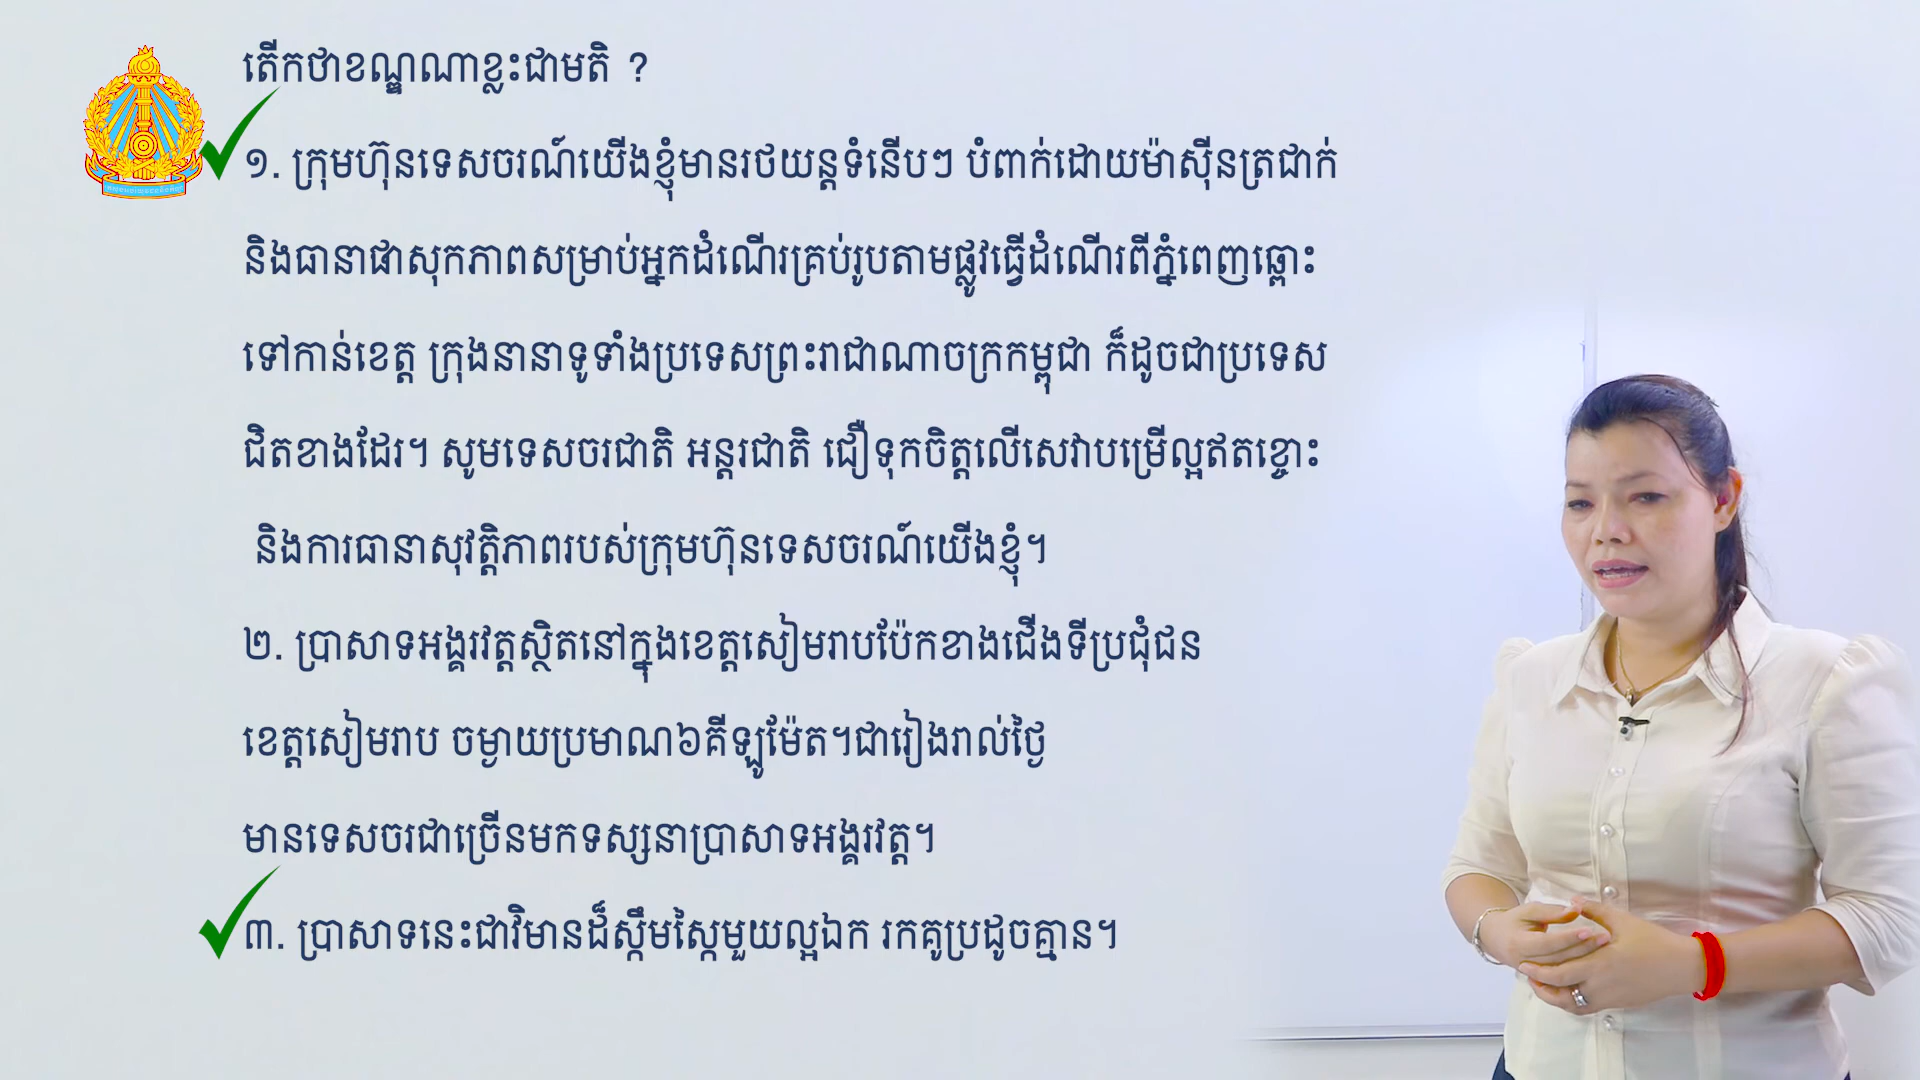 តើកថាខណ្ឌណាខ្លះជាមតិ ?
១. ក្រុមហ៊ុនទេសចរណ៍យើងខ្ញុំមានរថយន្តទំនើបៗ បំពាក់ដោយម៉ាស៊ីនត្រជាក់
និងធានាផាសុកភាពសម្រាប់អ្នកដំណើរគ្រប់រូបតាមផ្លូវធ្វើដំណើរពីភ្នំពេញឆ្ពោះ
ទៅកាន់ខេត្ត ក្រុងនានាទូទាំងប្រទេសព្រះរាជាណាចក្រកម្ពុជា ក៏ដូចជាប្រទេស
ជិតខាងដែរ។ សូមទេសចរជាតិ អន្តរជាតិ ជឿទុកចិត្តលើសេវាបម្រើល្អឥតខ្ចោះ
និងការធានាសុវត្ថិភាពរបស់ក្រុមហ៊ុនទេសចរណ៍យើងខ្ញុំ។
២. ប្រាសាទអង្គរវត្តស្ថិតនៅក្នុងខេត្តសៀមរាបប៉ែកខាងជើងទីប្រជុំជន
ខេត្តសៀមរាប ចម្ងាយប្រមាណ៦គីឡូម៉ែត។ជារៀងរាល់ថ្ងៃ
មានទេសចរជាច្រើនមកទស្សនាប្រាសាទអង្គរវត្ត។
៣. ប្រាសាទនេះជាវិមានដ៏ស្កឹមស្កៃមួយល្អឯក រកគូប្រដូចគ្មាន។